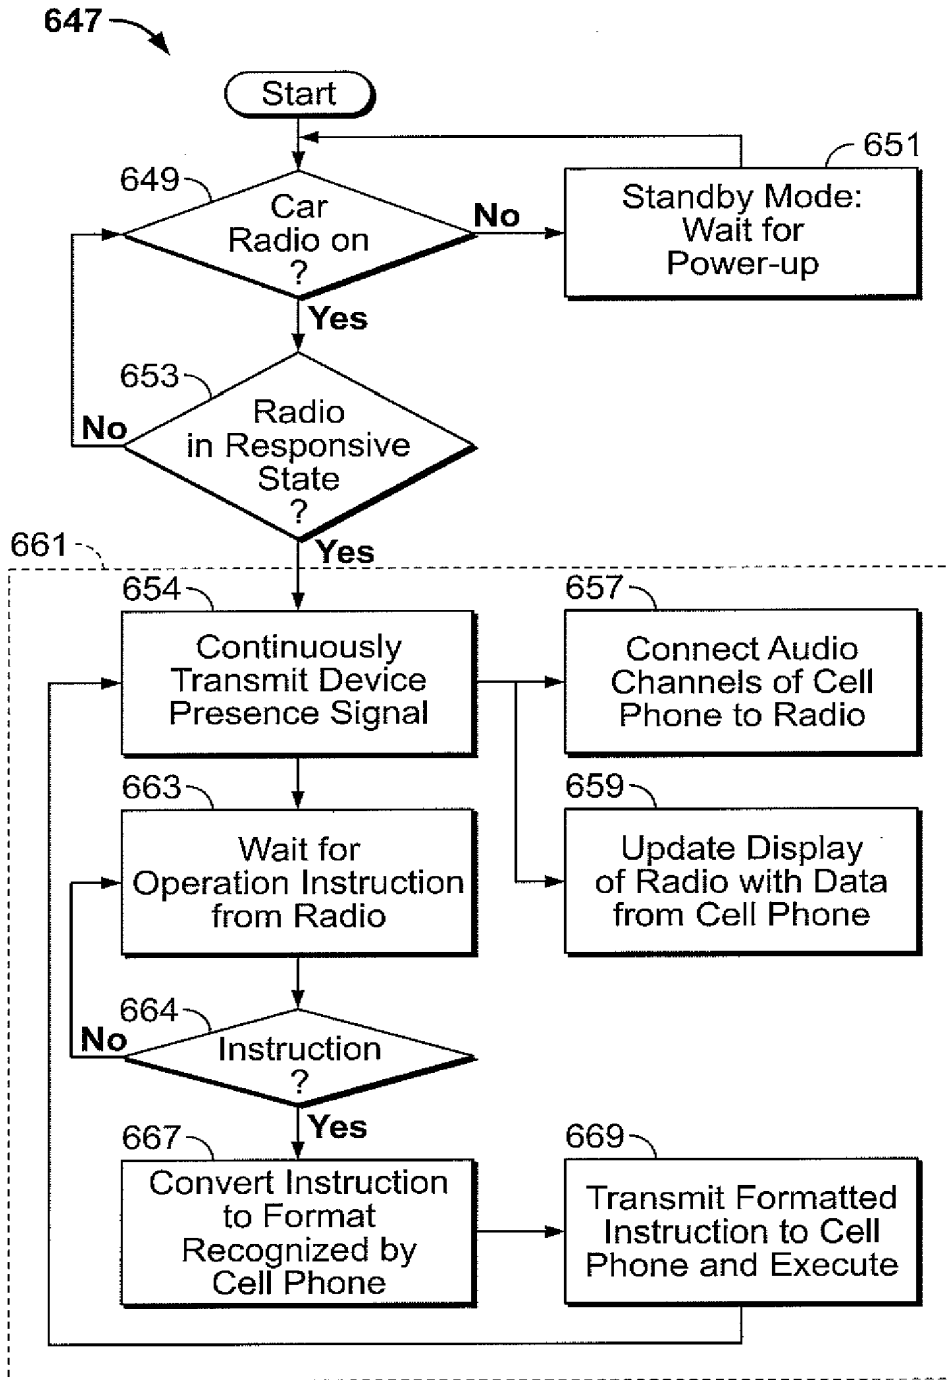 647
Start
649
Car
Radio on
?
No
651
Standby Mode:
Wait for
Power-up
Yes
653
Radio
in Responsive
State
?
No
Yes
661
654
Continuously
Transmit Device
Presence Signal
657
Connect Audio
Channels of Cell
Phone to Radio
663
Wait for
Operation Instruction
from Radio
659
Update Display
of Radio with Data
from Cell Phone
664
Instruction
?
No
Yes
667
Convert Instruction
to Format
Recognized by
Cell Phone
669
Transmit Formatted
Instruction to Cell
Phone and Execute